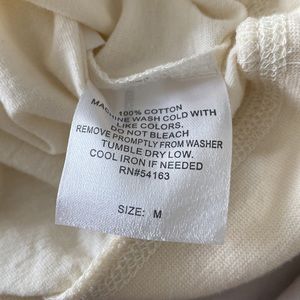 100% COTTON
MACHINE WASH COLD WITH
LIKE COLORS.
DO NOT BLEACH
REMOVE PROMPTLY FROM WASHER
TUMBLE DRY LOW.
COOL IRON IF NEEDED
RN#54163
SIZE: M